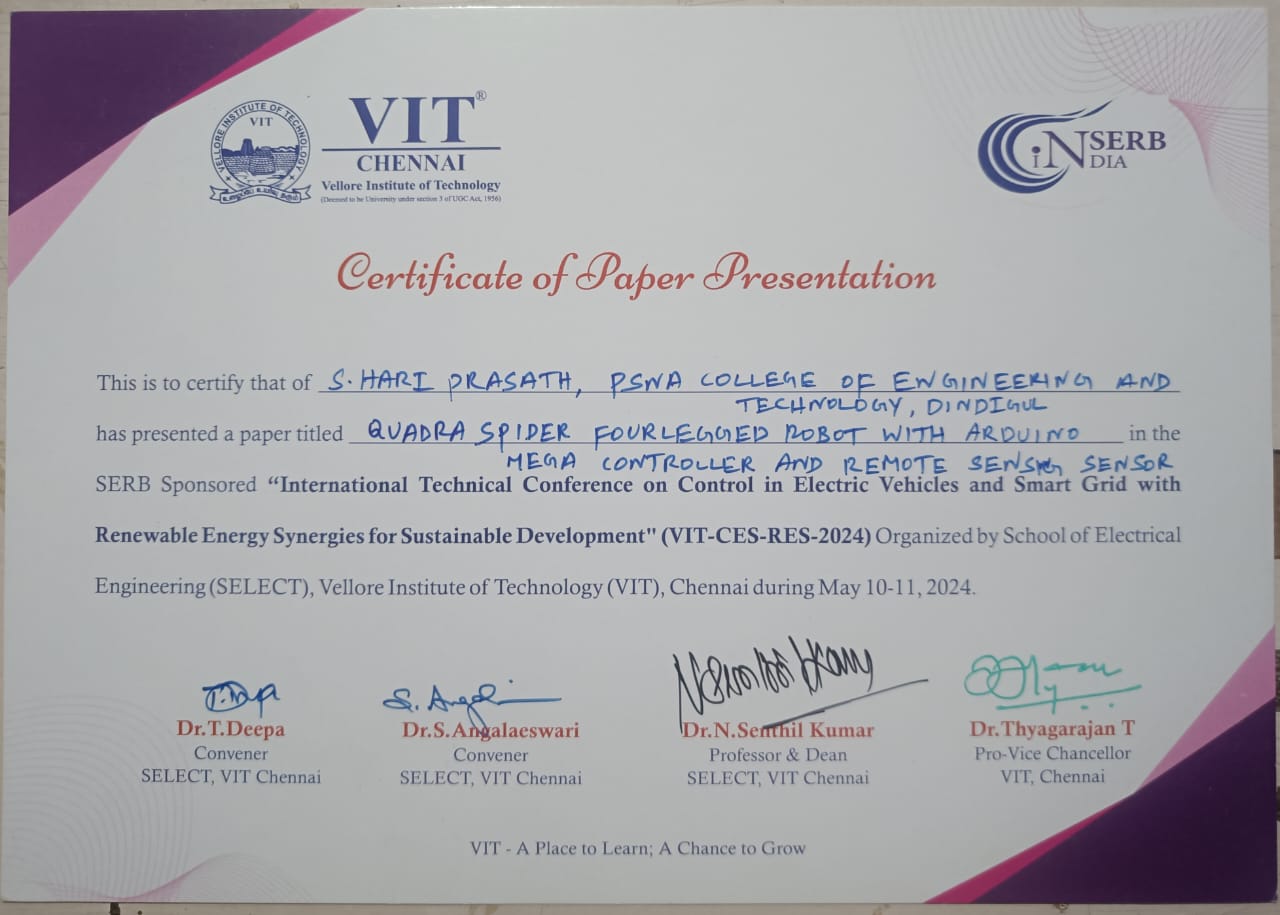 VELLORE INSTITUTE OF TECHNOLOGY
VIT
VIT®
CHENNAI
Vellore Institute of Technology
(Deemed to be University under section 3 of UGC Act, 1956)
SERB
iNDIA
Certificate of Paper Presentation
This is to certify that of S. HARI PRASATH, PSNA COLLEGE OF ENGINEERING AND
TECHNOLOGY, DINDIGUL
has presented a paper titled QUADRA SPIDER FOURLEGGED ROBOT WITH ARDUINO in the
MEGA CONTROLLER AND REMOTE SENSING SENSOR
SERB Sponsored “International Technical Conference on Control in Electric Vehicles and Smart Grid with
Renewable Energy Synergies for Sustainable Development" (VIT-CES-RES-2024) Organized by School of Electrical
Engineering (SELECT), Vellore Institute of Technology (VIT), Chennai during May 10-11, 2024.
T. Deepa
S. Angal
Dr.T.Deepa Dr.S.Angalaeswari Dr.N.Senthil Kumar Dr.Thyagarajan T
Convener Convener Professor & Dean Pro-Vice Chancellor
SELECT, VIT Chennai SELECT, VIT Chennai SELECT, VIT Chennai VIT, Chennai
VIT - A Place to Learn; A Chance to Grow